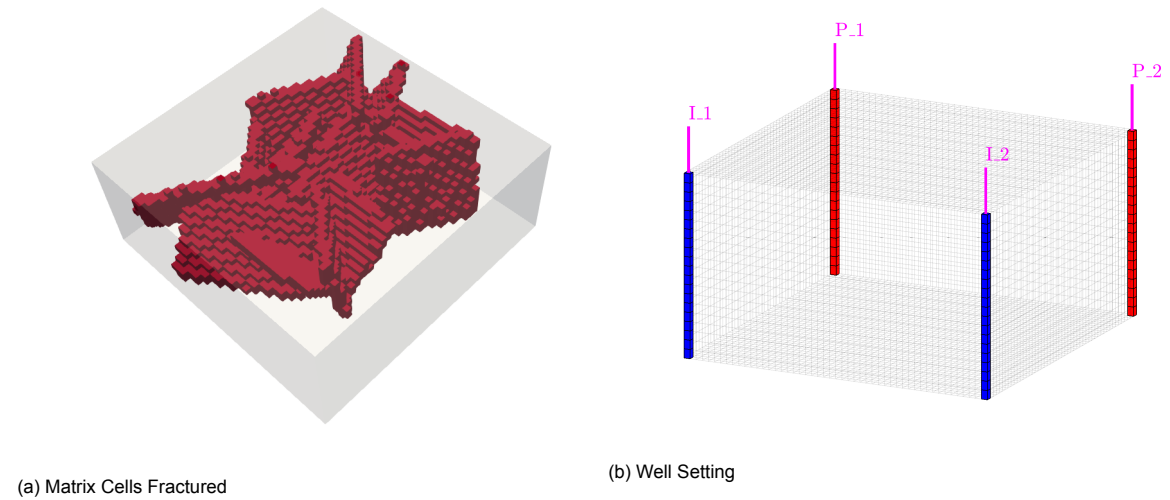 P_1
P_2
I_1
I_2
(a) Matrix Cells Fractured
(b) Well Setting